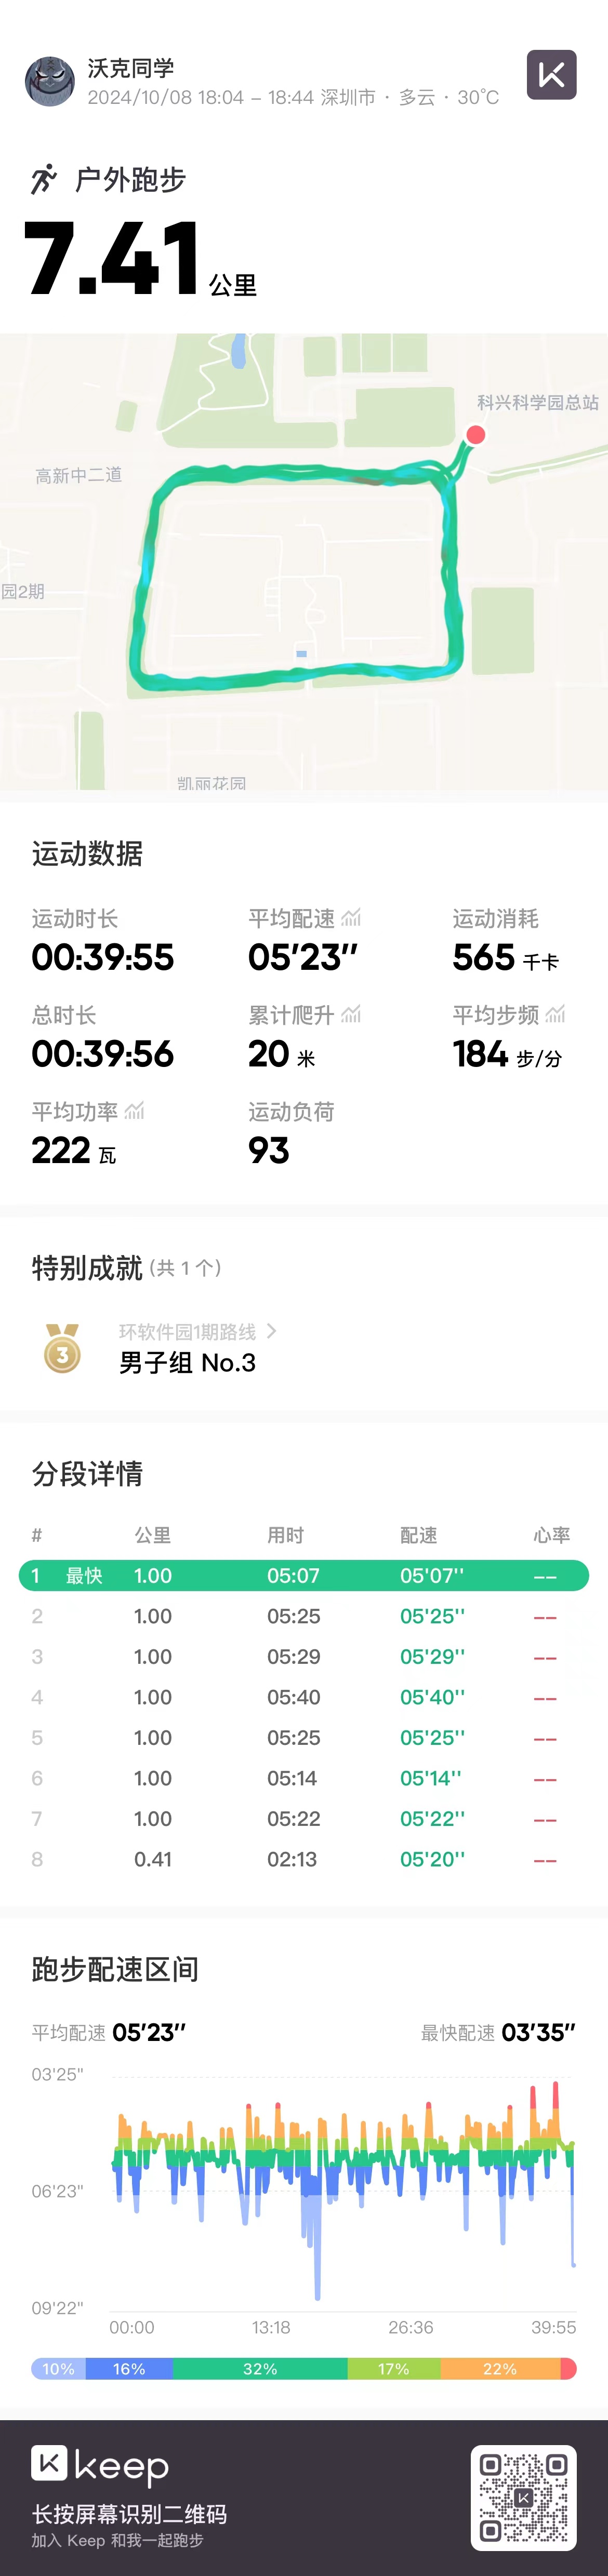 沃克同学
2024/10/08 18:04 – 18:44 深圳市 · 多云 · 30°C
户外跑步
7.41 公里
科兴科学园总站
高新中二道
园2期
凯丽花园
运动数据
运动时长 平均配速 运动消耗
00:39:55 05'23" 565 千卡
总时长 累计爬升 平均步频
00:39:56 20 米 184 步/分
平均功率 运动负荷
222 瓦 93
特别成就 (共 1 个)
3
环软件园1期路线 >
男子组 No.3
分段详情
# 公里 用时 配速 心率
1 最快 1.00 05:07 05'07'' --
2 1.00 05:25 05'25'' --
3 1.00 05:29 05'29'' --
4 1.00 05:40 05'40'' --
5 1.00 05:25 05'25'' --
6 1.00 05:14 05'14'' --
7 1.00 05:22 05'22'' --
8 0.41 02:13 05'20'' --
跑步配速区间
平均配速 05'23" 最快配速 03'35"
03'25"
06'23"
09'22"
00:00 13:18 26:36 39:55
10% 16% 32% 17% 22%
keep
长按屏幕识别二维码
加入 Keep 和我一起跑步